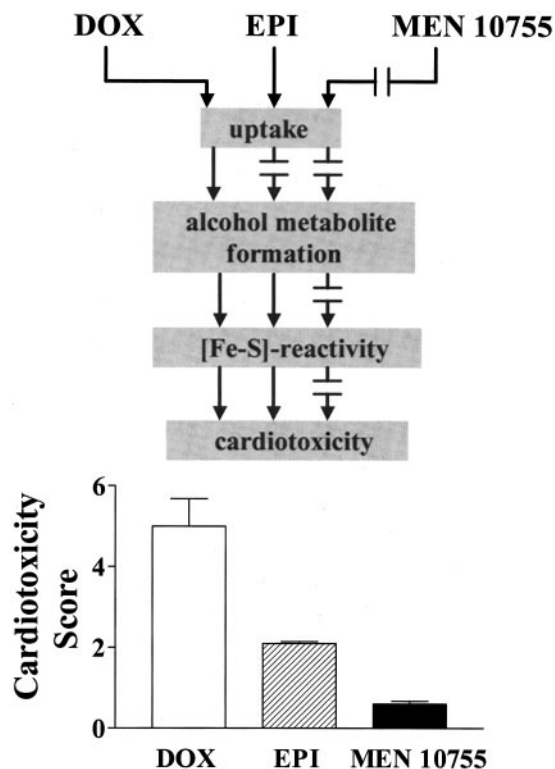 DOX EPI MEN 10755
uptake
alcohol metabolite
formation
[Fe-S]-reactivity
cardiotoxicity
Cardiotoxicity
Score
6
4
2
0
DOX EPI MEN 10755